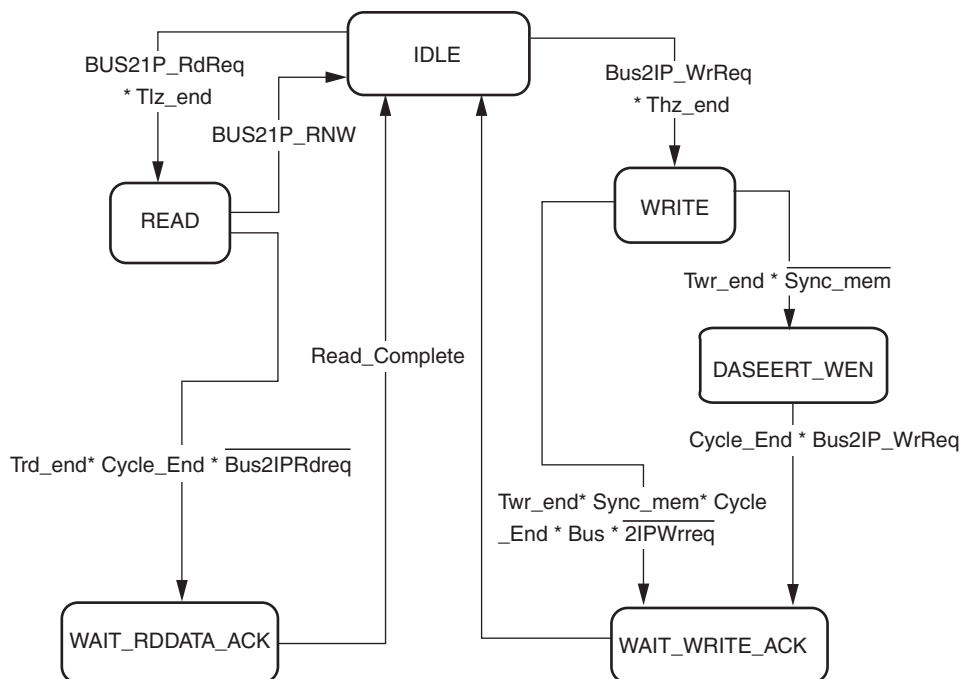 IDLE
BUS21P_RdReq
* Tlz_end
Bus2IP_WrReq
* Thz_end
BUS21P_RNW
READ
WRITE
Twr_end * Sync_mem
Read_Complete
DASEERT_WEN
Cycle_End * Bus2IP_WrReq
Trd_end* Cycle_End * Bus2IPRdreq
Twr_end* Sync_mem* Cycle
_End * Bus * 2IPWrreq
WAIT_RDDATA_ACK
WAIT_WRITE_ACK